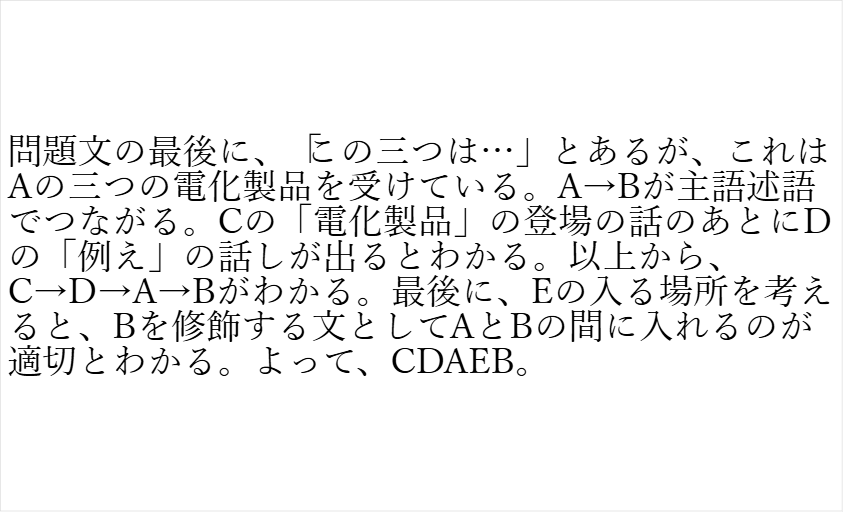 問題文の最後に、「この三つは…」とあるが、これは
Aの三つの電化製品を受けている。A→Bが主語述語
でつながる。Cの「電化製品」の登場の話のあとにD
の「例え」の話しが出るとわかる。以上から、
C→D→A→Bがわかる。最後に、Eの入る場所を考え
ると、Bを修飾する文としてAとBの間に入れるのが
適切とわかる。よって、CDAEB。